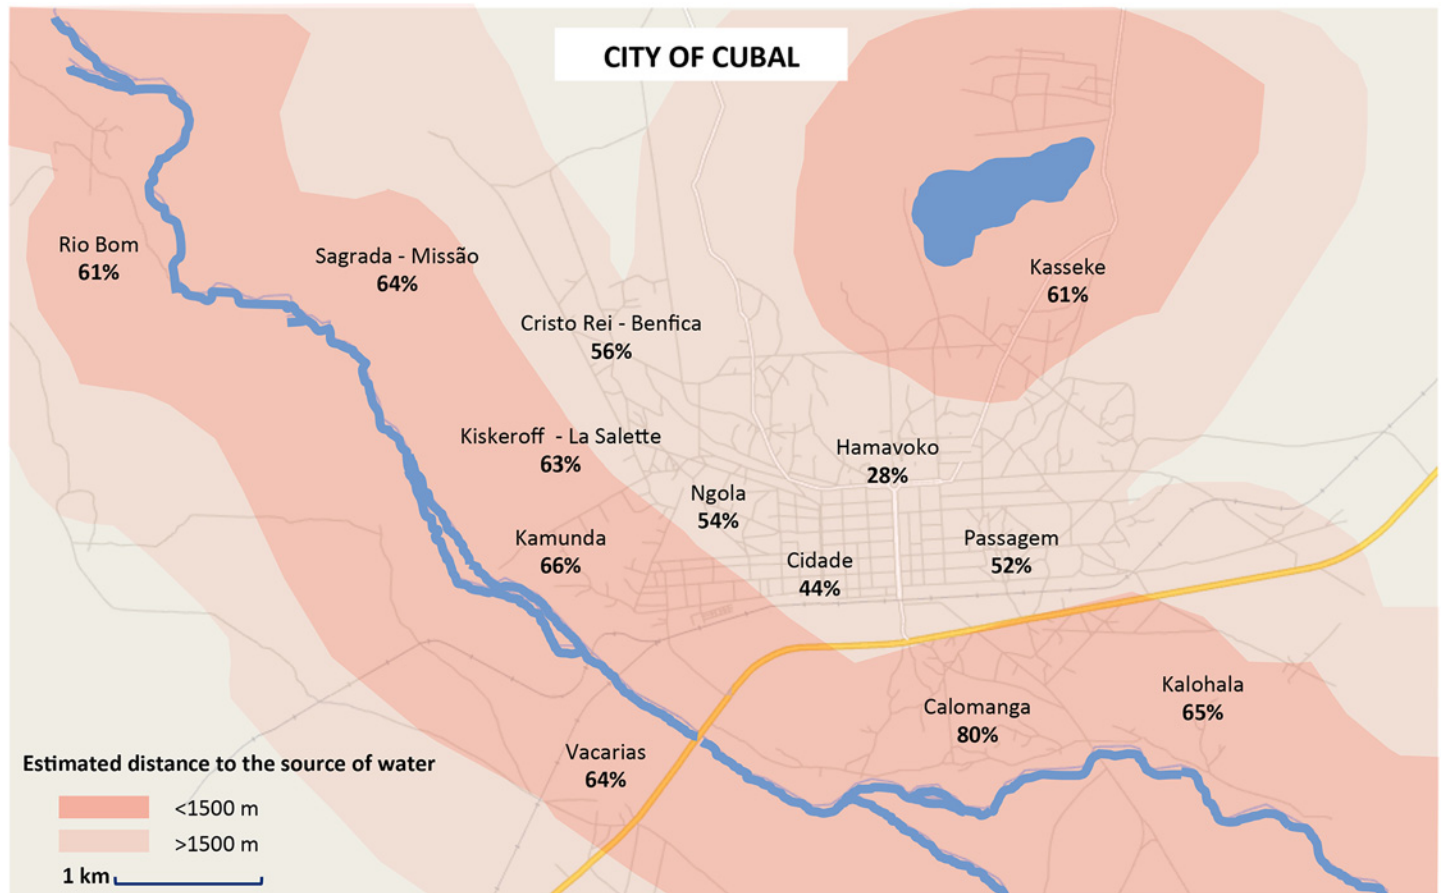 CITY OF CUBAL
Rio Bom
61%
Sagrada - Missão
64%
Kasseke
61%
Cristo Rei - Benfica
56%
Kiskeroff - La Salette
63%
Hamavoko
28%
Ngola
54%
Kamunda
66%
Cidade
44%
Passagem
52%
Calomanga
80%
Kalohala
65%
Vacarias
64%
Estimated distance to the source of water
<1500 m
>1500 m
1 km